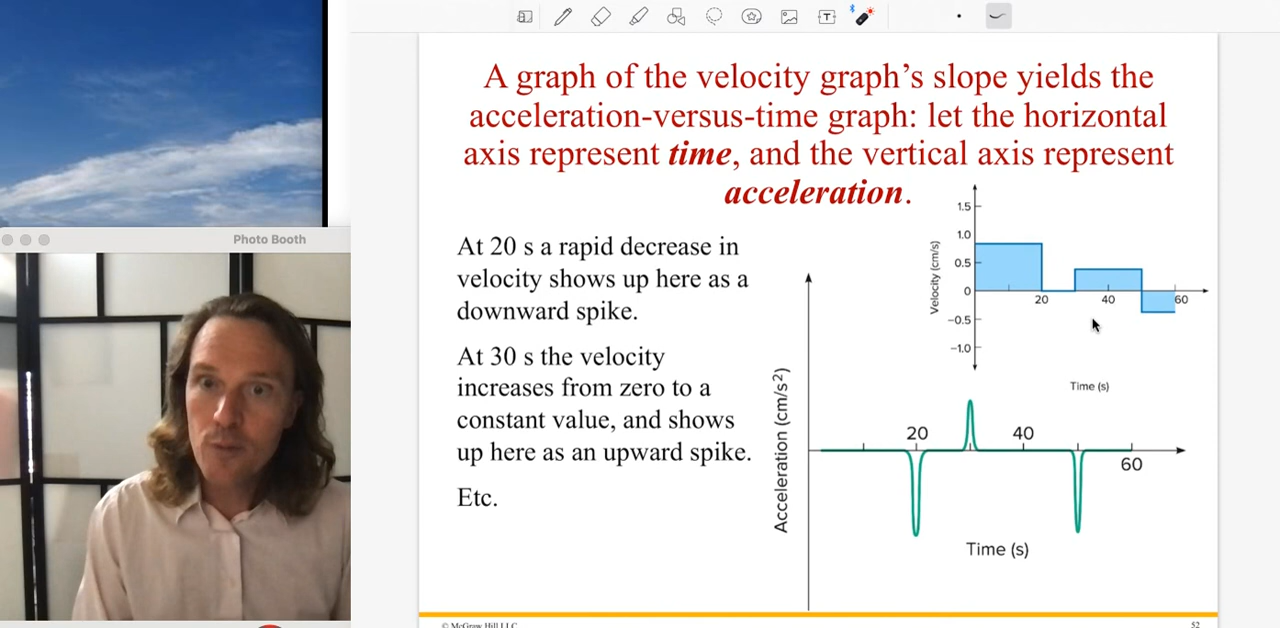 T
A graph of the velocity graph’s slope yields the
acceleration-versus-time graph: let the horizontal
axis represent time, and the vertical axis represent
acceleration.
Photo Booth
At 20 s a rapid decrease in
velocity shows up here as a
downward spike.
At 30 s the velocity
increases from zero to a
constant value, and shows
up here as an upward spike.
Etc.
Velocity (cm/s)
1.5
1.0
0.5
0
−0.5
−1.0
20
40
60
Time (s)
Acceleration (cm/s²)
20
40
60
Time (s)
© McGraw Hill LLC
52